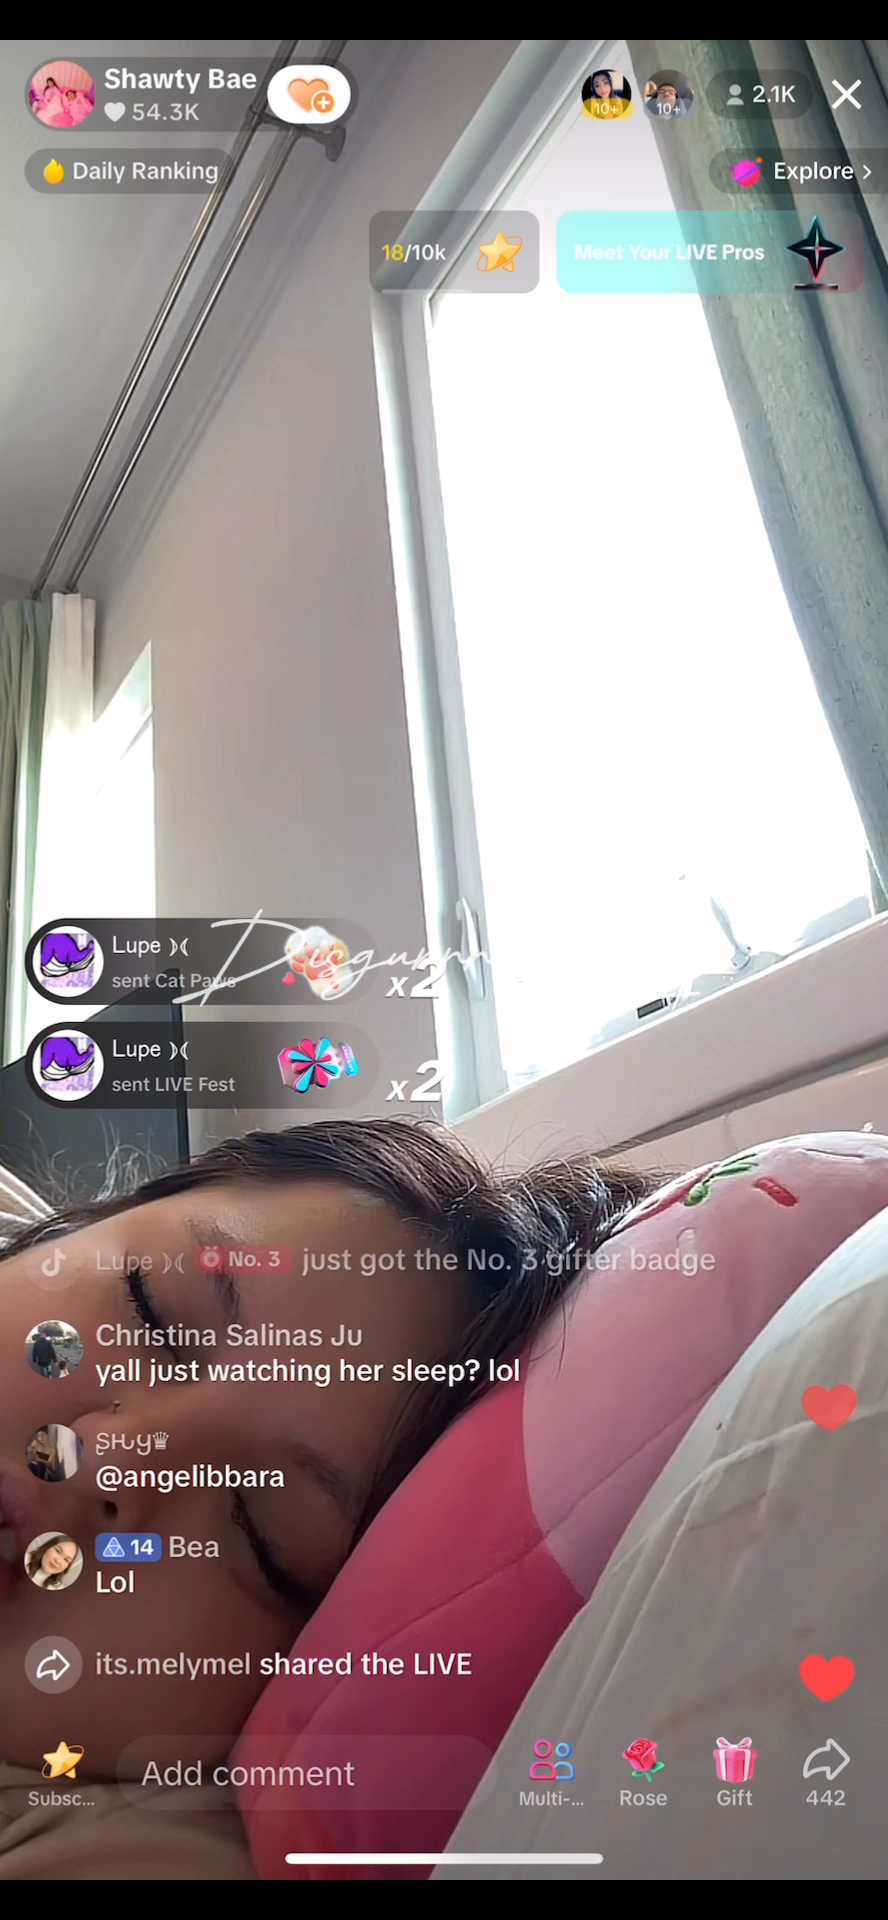 Shawty Bae
54.3K
10+
10+
2.1K
Daily Ranking
Explore >
18/10k
Meet Your LIVE Pros
Lupe
sent Cat Paws
x2
Lupe
sent LIVE Fest
x2
Lupe No. 3 just got the No. 3 gifter badge
Christina Salinas Ju
yall just watching her sleep? lol
@angelibbara
14 Bea
Lol
its.melymel shared the LIVE
Add comment
Subsc...
Multi-...
Rose
Gift
442